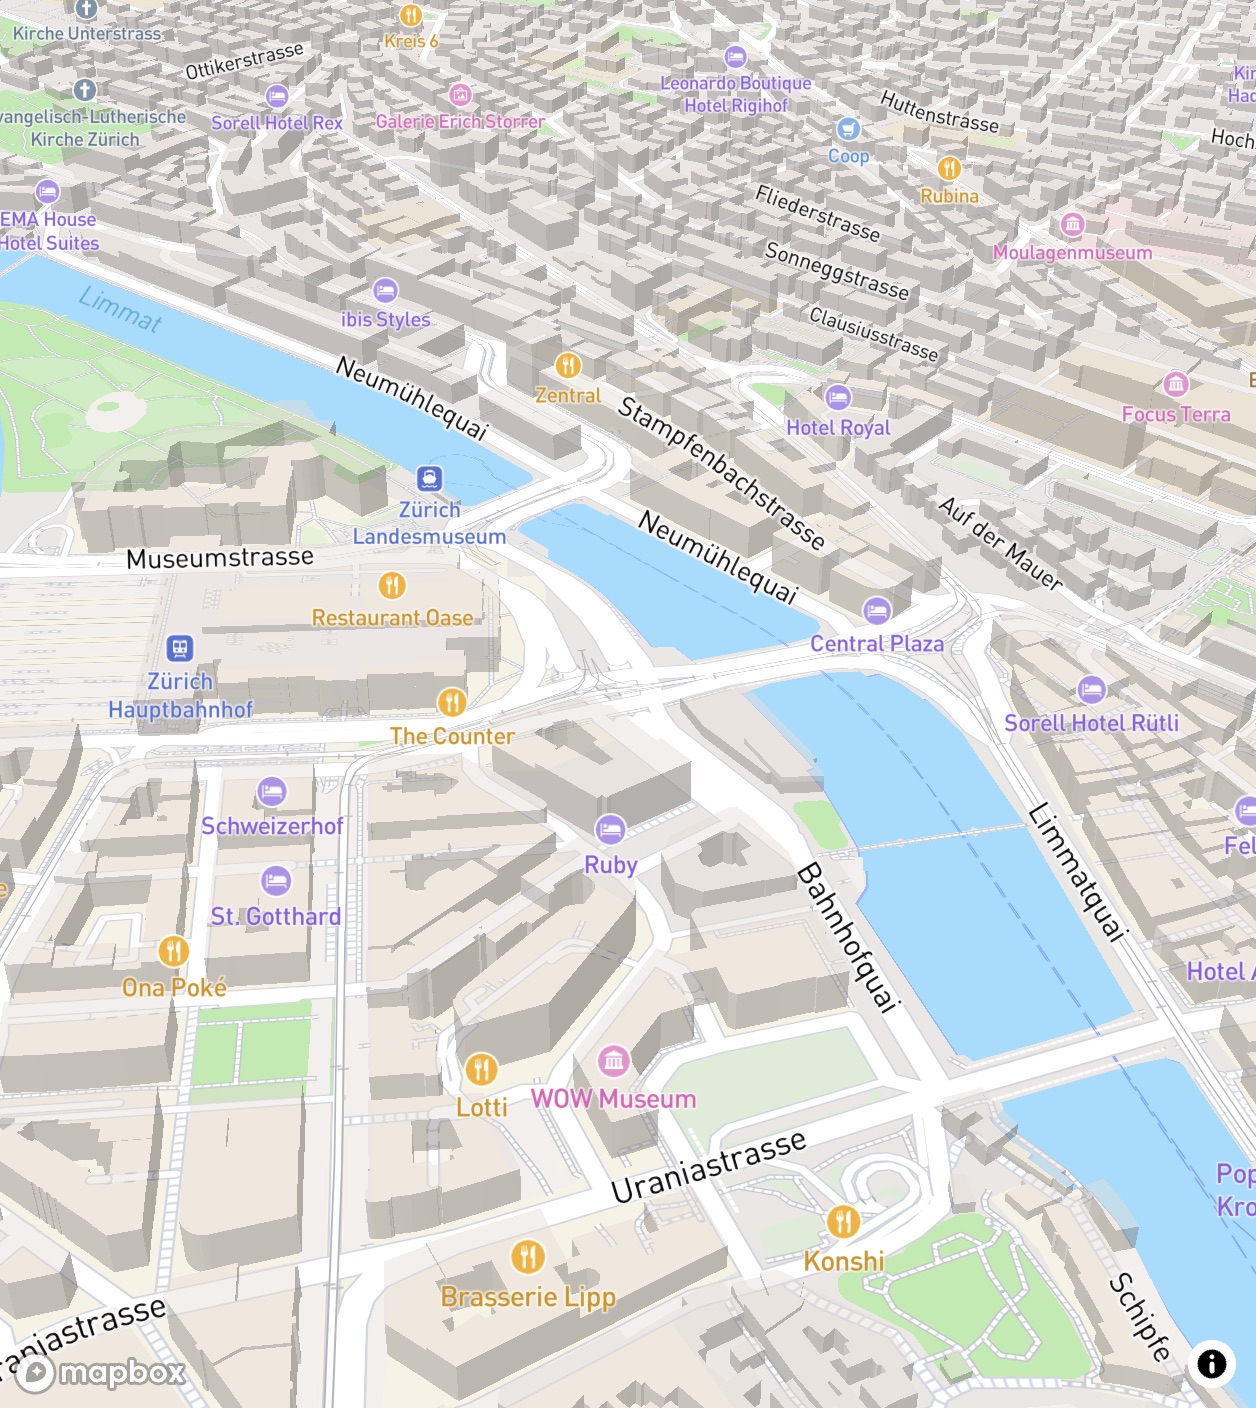 Kirche Unterstrass
Kreis 6
Ottikerstrasse
Leonardo Boutique
Hotel Rigihof
Huttenstrasse
vangelisch-Lutherische
Kirche Zürich
Sorell Hotel Rex
Galerie Erich Storrer
Coop
Rubina
EMA House
Hotel Suites
Fliederstrasse
Moulagenmuseum
Sonneggstrasse
Limmat
ibis Styles
Clausiusstrasse
Neumühlequai
Zentral
Stampfenbachstrasse
Hotel Royal
Focus Terra
Zürich
Landesmuseum
Museumstrasse
Neumühlequai
Auf der Mauer
Restaurant Oase
Central Plaza
Zürich
Hauptbahnhof
The Counter
Sorell Hotel Rütli
Schweizerhof
Ruby
Limmatquai
St. Gotthard
Bahnhofquai
Ona Poké
Hotel
WOW Museum
Lotti
Uraniastrasse
Konshi
Brasserie Lipp
Schipfe
raniastrasse
mapbox